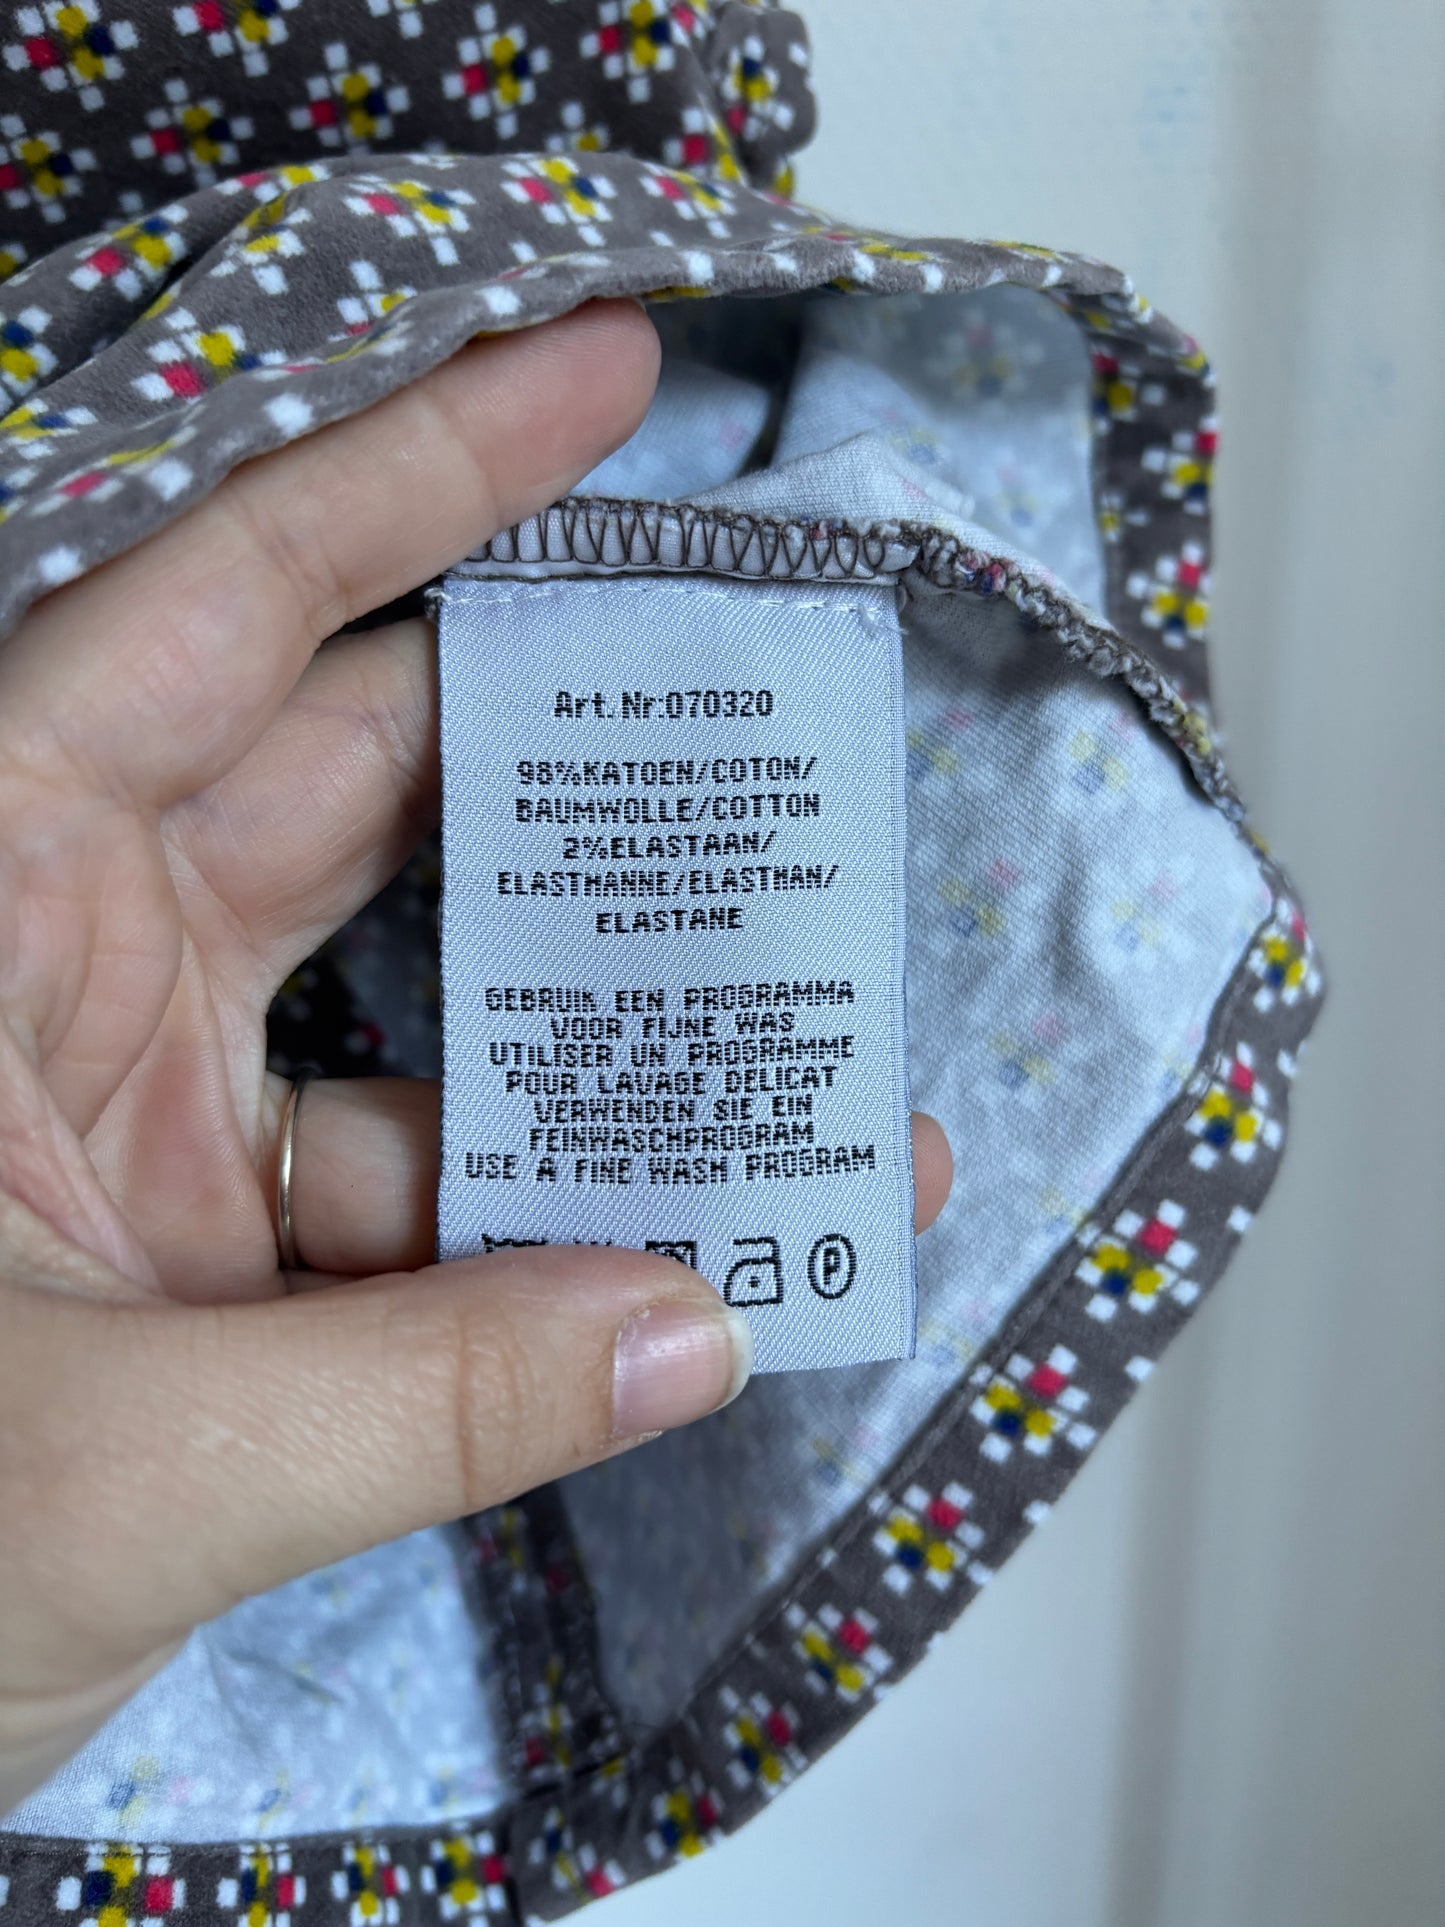 Art. Nr:070320
98%KATOEN/COTON/
BAUMWOLLE/COTTON
2%ELASTAAN/
ELASTHANNE/ELASTHAN/
ELASTANE
GEBRUIK EEN PROGRAMMA
VOOR FIJNE WAS
UTILISER UN PROGRAMME
POUR LAVAGE DELICAT
VERWENDEN SIE EIN
FEINWASCHPROGRAM
USE A FINE WASH PROGRAM
P